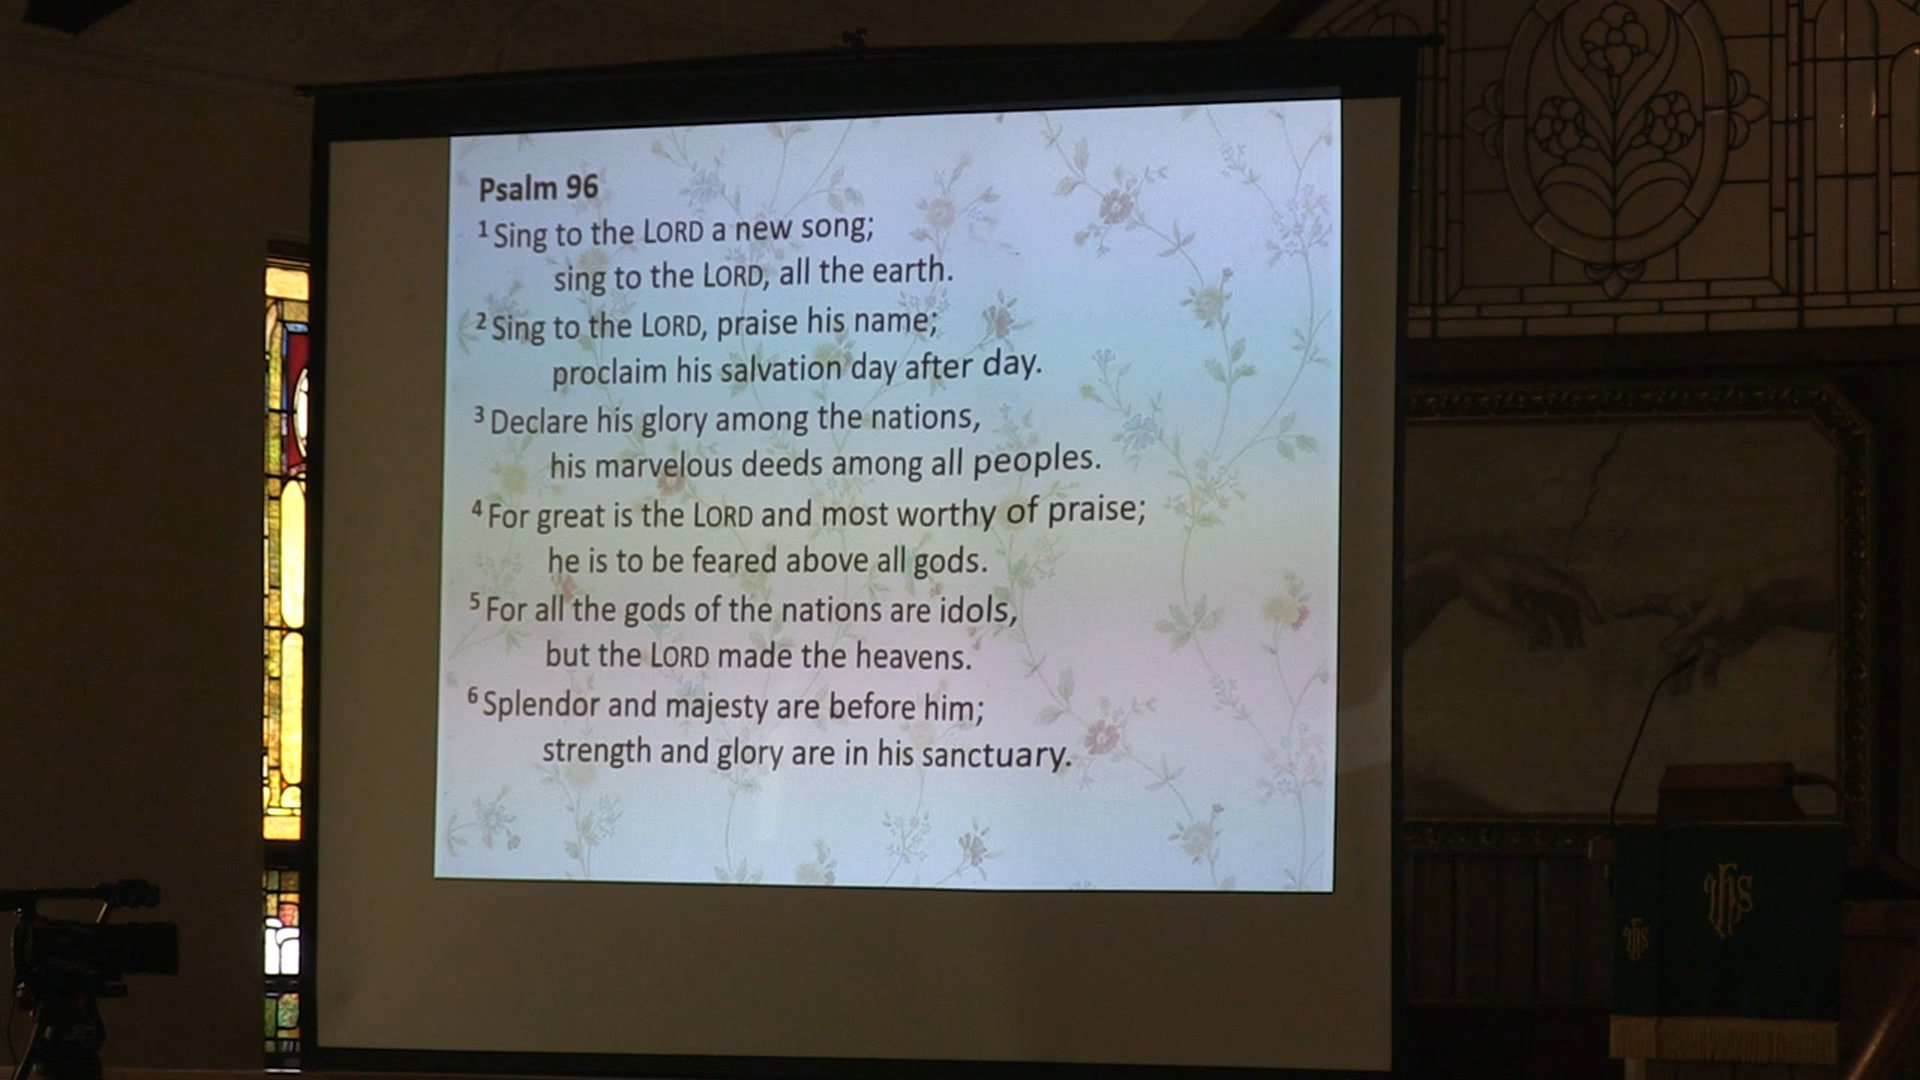 Psalm 96
1 Sing to the LORD a new song;
sing to the LORD, all the earth.
2 Sing to the LORD, praise his name;
proclaim his salvation day after day.
3 Declare his glory among the nations,
his marvelous deeds among all peoples.
4 For great is the LORD and most worthy of praise;
he is to be feared above all gods.
5 For all the gods of the nations are idols,
but the LORD made the heavens.
6 Splendor and majesty are before him;
strength and glory are in his sanctuary.
IHS
IHS